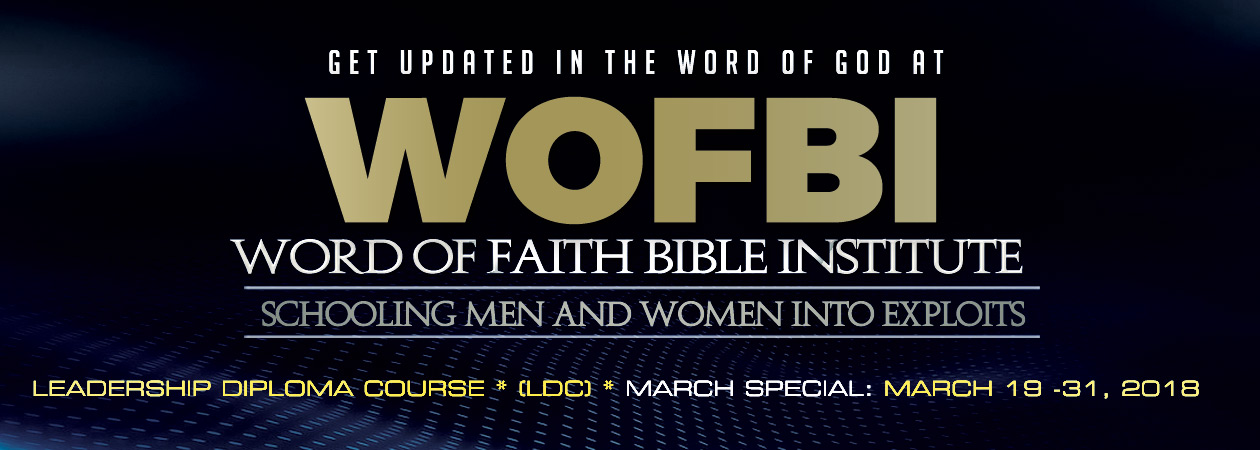 GET UPDATED IN THE WORD OF GOD AT
WOFBI
WORD OF FAITH BIBLE INSTITUTE
SCHOOLING MEN AND WOMEN INTO EXPLOITS
LEADERSHIP DIPLOMA COURSE * (LDC) * MARCH SPECIAL: MARCH 19 -31, 2018